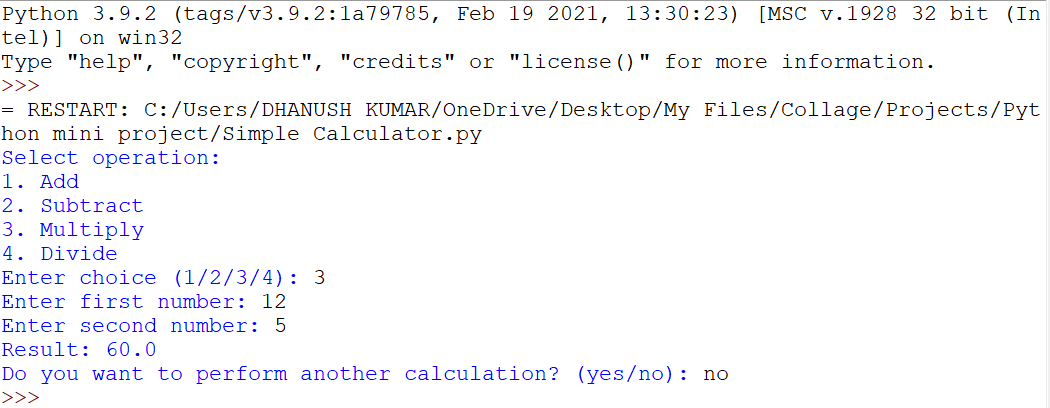 Python 3.9.2 (tags/v3.9.2:1a79785, Feb 19 2021, 13:30:23) [MSC v.1928 32 bit (In
tel)] on win32
Type "help", "copyright", "credits" or "license()" for more information.
>>>
= RESTART: C:/Users/DHANUSH KUMAR/OneDrive/Desktop/My Files/Collage/Projects/Pyt
hon mini project/Simple Calculator.py
Select operation:
1. Add
2. Subtract
3. Multiply
4. Divide
Enter choice (1/2/3/4): 3
Enter first number: 12
Enter second number: 5
Result: 60.0
Do you want to perform another calculation? (yes/no): no
>>>